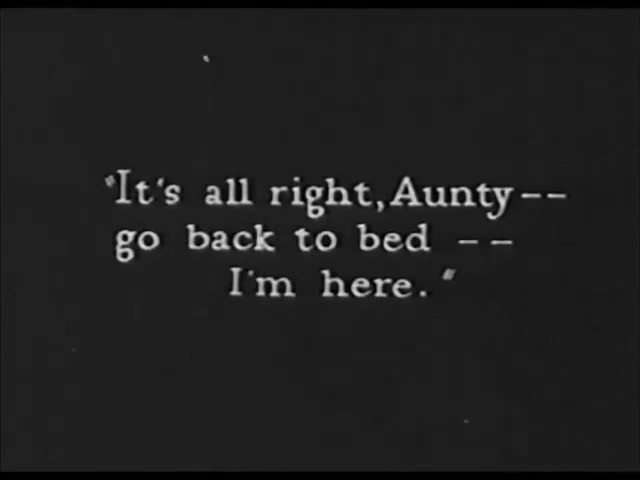 "It's all right, Aunty--
go back to bed --
I'm here."